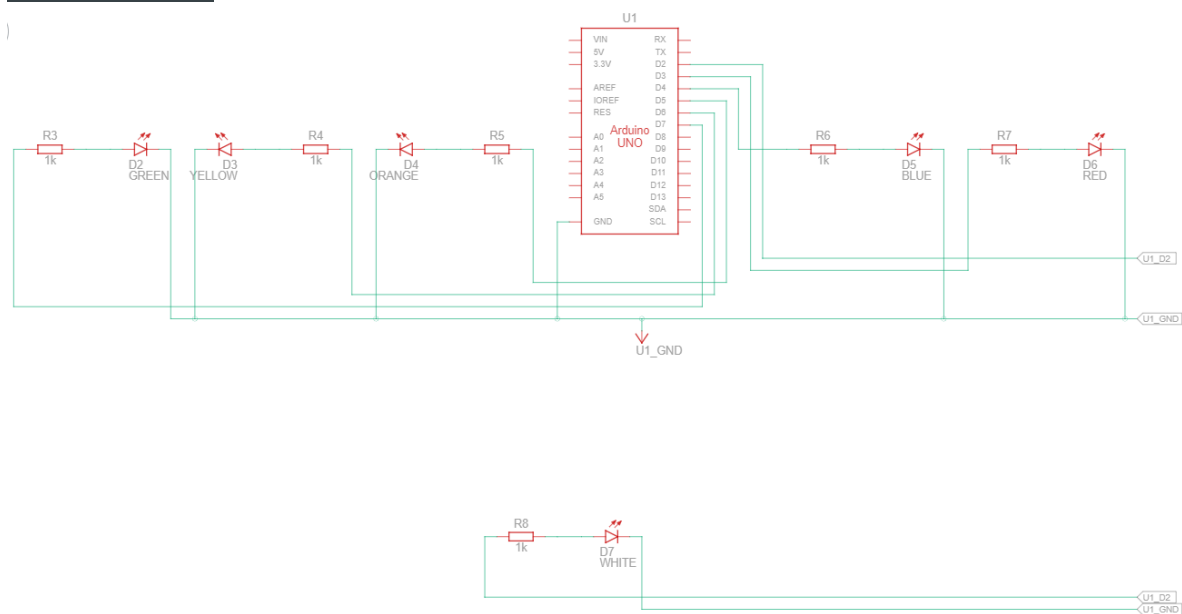 U1
VIN RX
5V TX
3.3V D2
D3
AREF D4
IOREF D5
RES D6
D7
A0 Arduino D8
A1 UNO D9
A2 D10
A3 D11
A4 D12
A5 D13
SDA
GND SCL
R3
1k
D2
GREEN
D3
YELLOW
R4
1k
D4
ORANGE
R5
1k
R6
1k
D5
BLUE
R7
1k
D6
RED
U1_D2
U1_GND
U1_GND
R8
1k
D7
WHITE
U1_D2
U1_GND